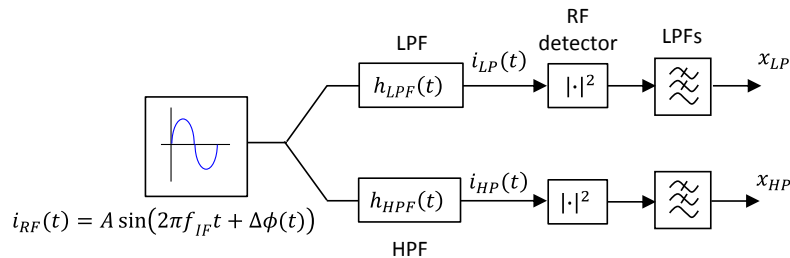 RF
detector
LPF
LPFs
i_LP(t)
x_LP
h_LPF(t)
|·|²
i_HP(t)
x_HP
h_HPF(t)
|·|²
i_RF(t) = A sin(2πf_IF t + Δϕ(t))
HPF